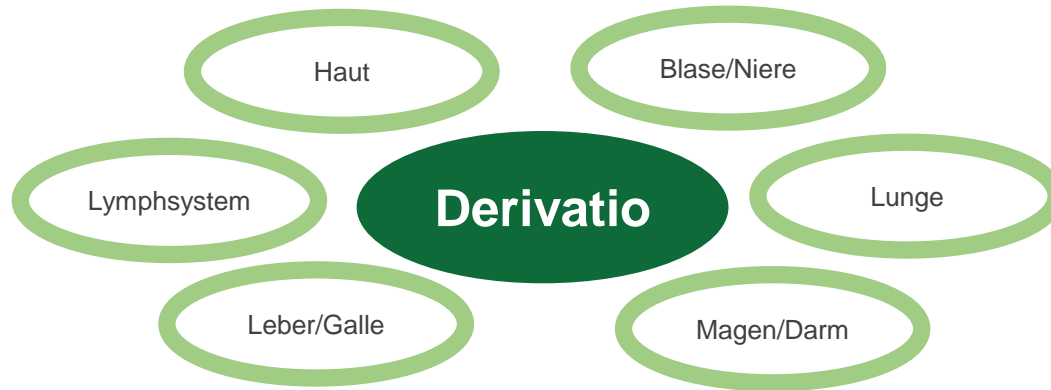 Haut
Blase/Niere
Lymphsystem
Derivatio
Lunge
Leber/Galle
Magen/Darm